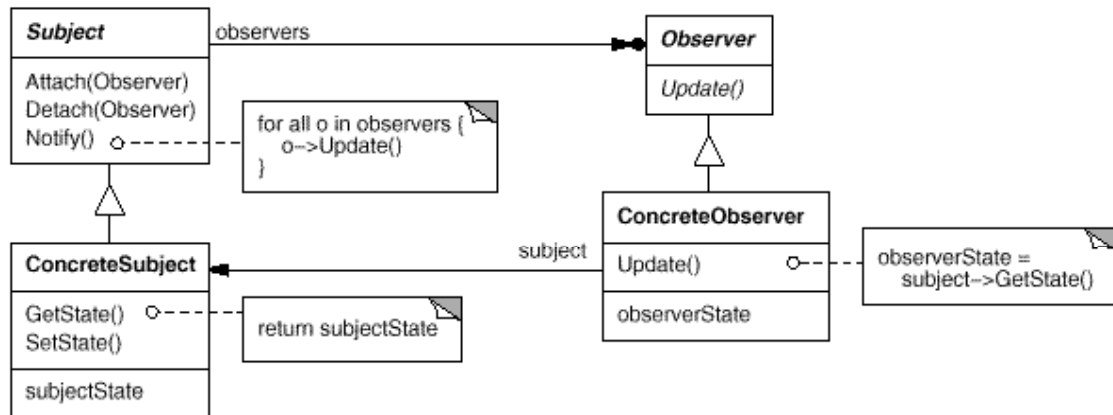 Subject
Attach(Observer)
Detach(Observer)
Notify()
observers
Observer
Update()
for all o in observers {
o->Update()
}
ConcreteSubject
GetState()
SetState()
subjectState
return subjectState
subject
ConcreteObserver
Update()
observerState
observerState =
subject->GetState()